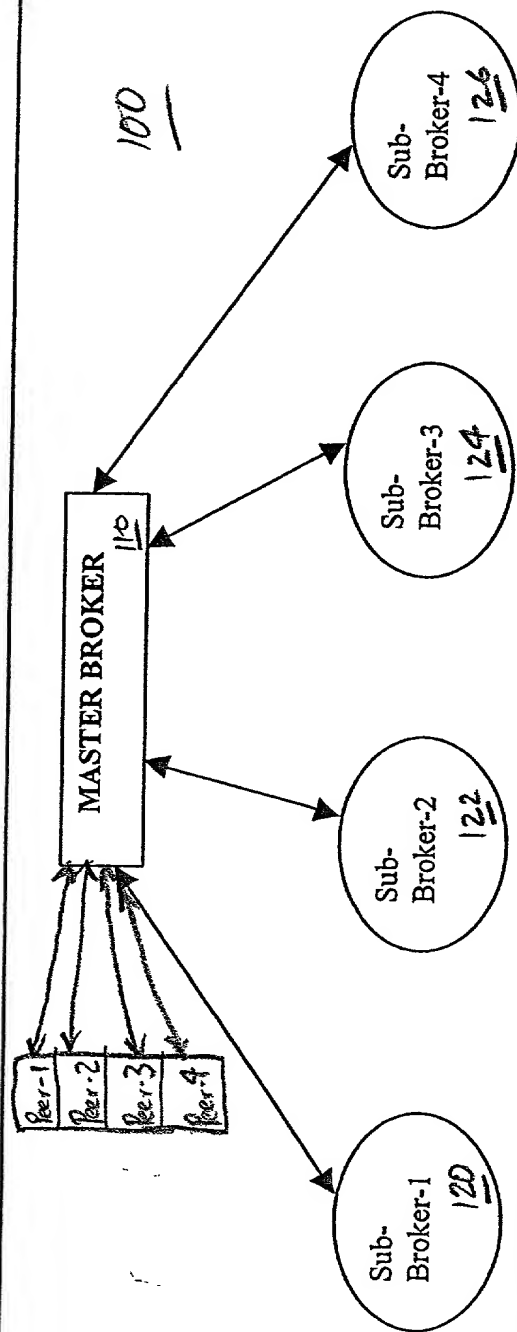 100
MASTER BROKER
110
Peer-1
Peer-2
Peer-3
Peer-4
Sub-
Broker-1
120
Sub-
Broker-2
122
Sub-
Broker-3
124
Sub-
Broker-4
126